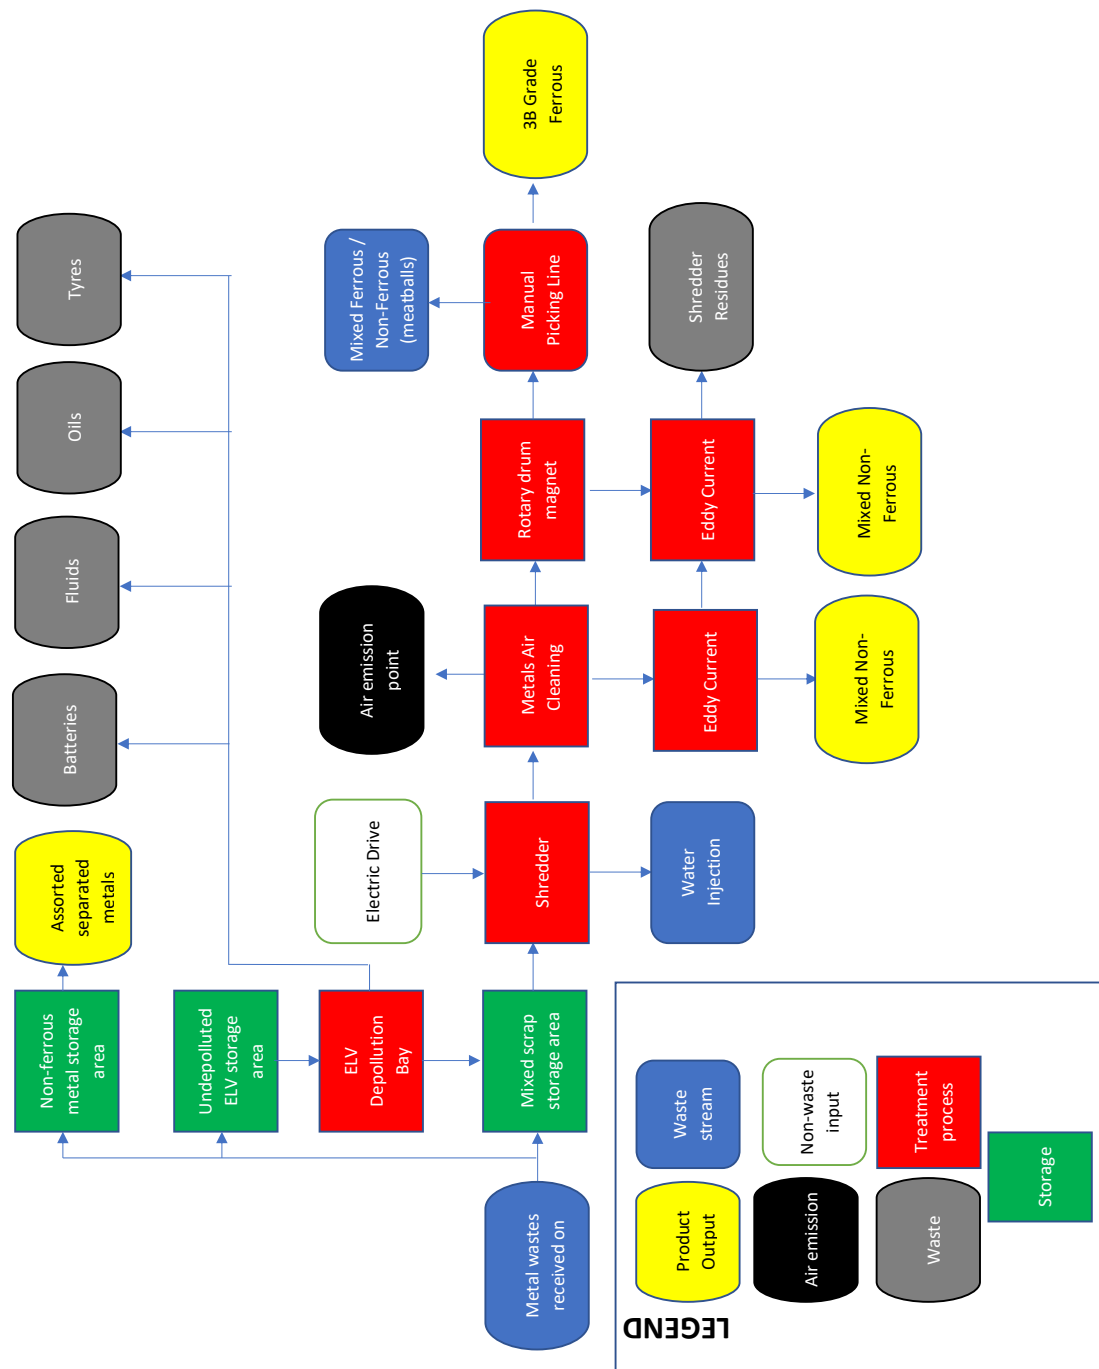 Non-ferrous
metal storage
area
Assorted
separated
metals
Batteries
Fluids
Oils
Tyres
Undepolluted
ELV storage
area
ELV
Depollution
Bay
Electric Drive
Air emission
point
Mixed Ferrous /
Non-Ferrous
(meatballs)
Metal wastes
received on
Mixed scrap
storage area
Shredder
Metals Air
Cleaning
Rotary drum
magnet
Manual
Picking Line
3B Grade
Ferrous
Water
Injection
Eddy Current
Eddy Current
Shredder
Residues
Mixed Non-
Ferrous
Mixed Non-
Ferrous
LEGEND
Product
Output
Waste
stream
Air emission
Non-waste
input
Waste
Treatment
process
Storage